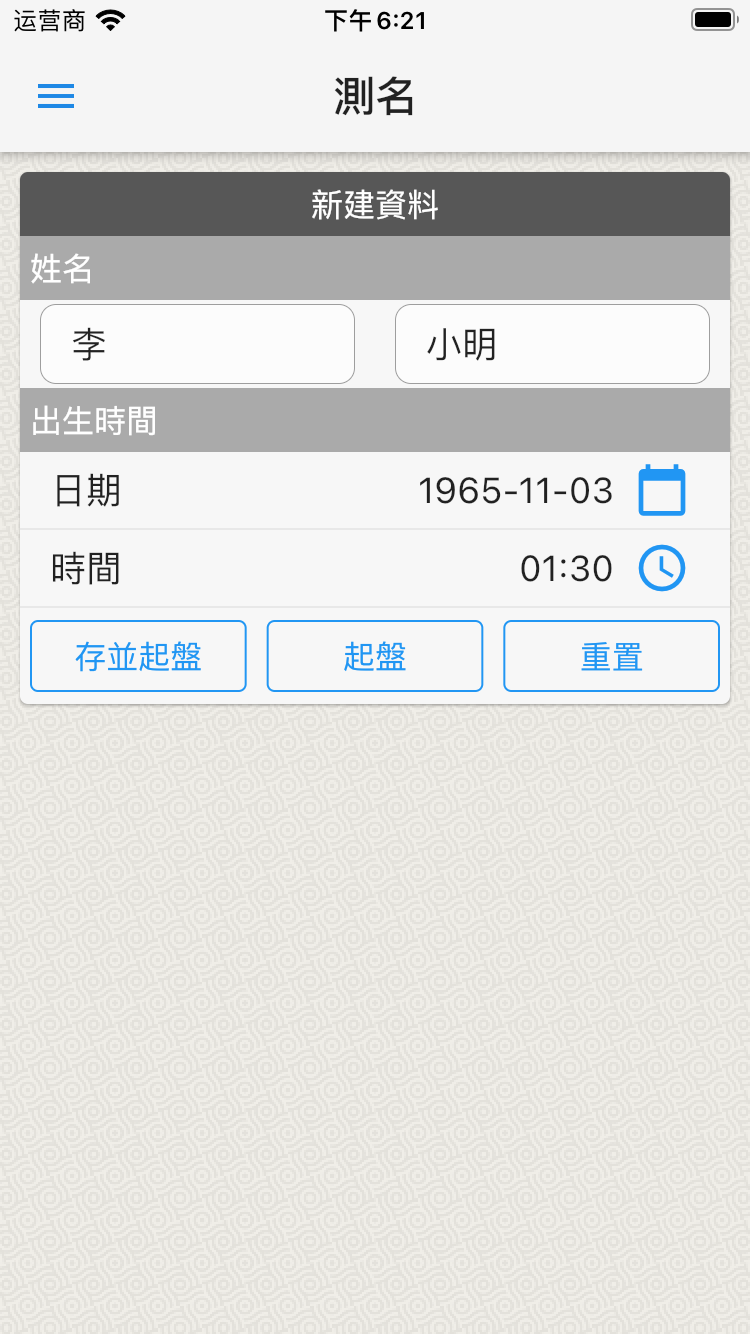 运营商 下午6:21
測名
新建資料
姓名
李 小明
出生時間
日期 1965-11-03
時間 01:30
存並起盤 起盤 重置